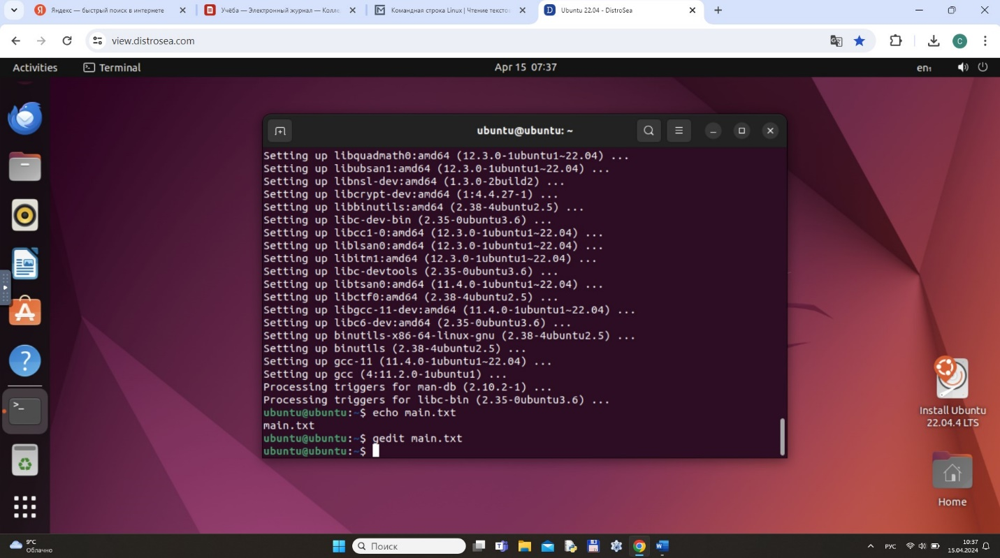 Яндекс — быстрый поиск в интернете
Учёба — Электронный журнал — Колле
Командная строка Linux | Чтение тексто
Ubuntu 22.04 - DistroSea
view.distrosea.com
C
Activities
Terminal
Apr 15 07:37
en₁
ubuntu@ubuntu: ~
Setting up libquadmath0:amd64 (12.3.0-1ubuntu1~22.04) ...
Setting up libubsan1:amd64 (12.3.0-1ubuntu1~22.04) ...
Setting up libnsl-dev:amd64 (1.3.0-2build2) ...
Setting up libcrypt-dev:amd64 (1:4.4.27-1) ...
Setting up libbinutils:amd64 (2.38-4ubuntu2.5) ...
Setting up libc-dev-bin (2.35-0ubuntu3.6) ...
Setting up libcc1-0:amd64 (12.3.0-1ubuntu1~22.04) ...
Setting up liblsan0:amd64 (12.3.0-1ubuntu1~22.04) ...
Setting up libitm1:amd64 (12.3.0-1ubuntu1~22.04) ...
Setting up libc-devtools (2.35-0ubuntu3.6) ...
Setting up libtsan0:amd64 (11.4.0-1ubuntu1~22.04) ...
Setting up libctf0:amd64 (2.38-4ubuntu2.5) ...
Setting up libgcc-11-dev:amd64 (11.4.0-1ubuntu1~22.04) ...
Setting up libc6-dev:amd64 (2.35-0ubuntu3.6) ...
Setting up binutils-x86-64-linux-gnu (2.38-4ubuntu2.5) ...
Setting up binutils (2.38-4ubuntu2.5) ...
Setting up gcc-11 (11.4.0-1ubuntu1~22.04) ...
Setting up gcc (4:11.2.0-1ubuntu1) ...
Processing triggers for man-db (2.10.2-1) ...
Processing triggers for libc-bin (2.35-0ubuntu3.6) ...
ubuntu@ubuntu:~$ echo main.txt
main.txt
ubuntu@ubuntu:~$ gedit main.txt
ubuntu@ubuntu:~$
Install Ubuntu
22.04.4 LTS
Home
9°C
Облачно
Поиск
РУС
10:37
15.04.2024